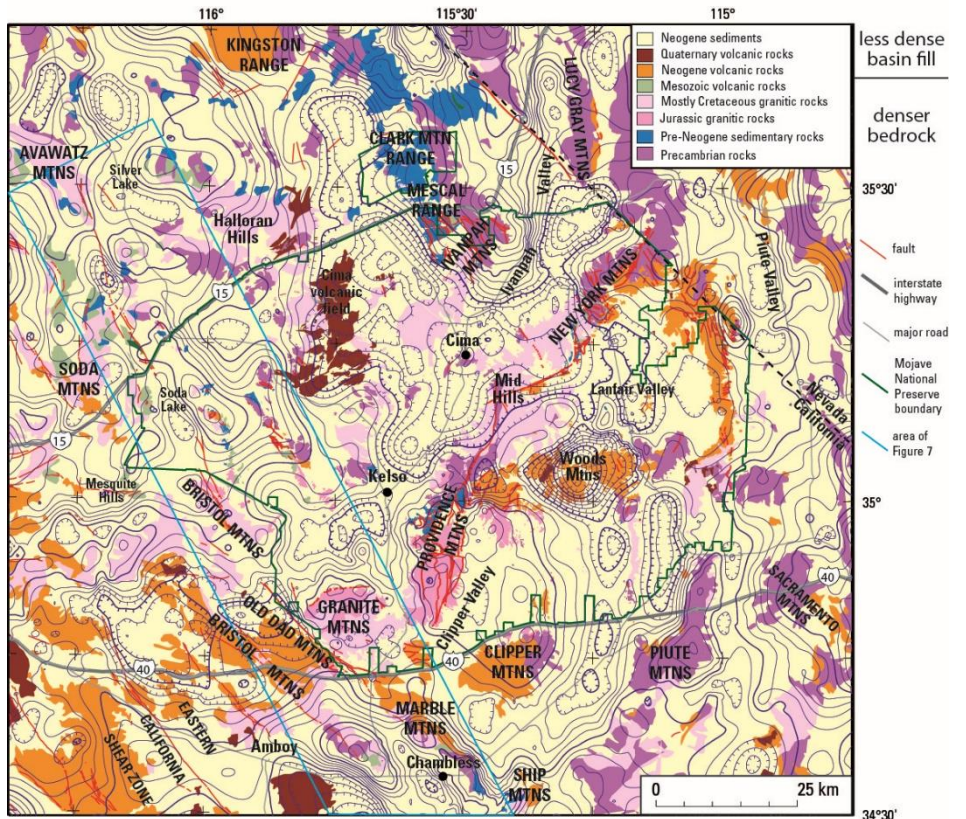 116°
115°30'
115°
KINGSTON
RANGE
Neogene sediments
Quaternary volcanic rocks
Neogene volcanic rocks
Mesozoic volcanic rocks
Mostly Cretaceous granitic rocks
Jurassic granitic rocks
Pre-Neogene sedimentary rocks
Precambrian rocks
less dense
basin fill
denser
bedrock
LUCY GRAY MTNS
CLARK MTN
RANGE
AVAWATZ
MTNS
Silver
Lake
15
Valley
MESCAL
RANGE
35°30'
Halloran
Hills
IVANPAH
MTNS
Ivanpah
Piute Valley
fault
NEW YORK MTNS
Cima
volcanic
field
15
interstate
highway
major road
Cima
SODA
MTNS
Mid
Hills
Lanfair Valley
Mojave
National
Preserve
boundary
Soda
Lake
Nevada
California
15
area of
Figure 7
Woods
Mtns
Kelso
Mesquite
Hills
35°
BRISTOL MTNS
PROVIDENCE
MTNS
SACRAMENTO
MTNS
40
GRANITE
MTNS
Clipper Valley
OLD DAD MTNS
BRISTOL MTNS
40
40
CLIPPER
MTNS
PIUTE
MTNS
MARBLE
MTNS
EASTERN
CALIFORNIA
SHEAR ZONE
Amboy
Chambless
SHIP
MTNS
0
25 km
34°30'